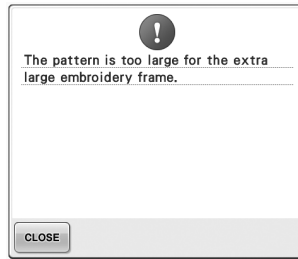 The pattern is too large for the extra
large embroidery frame.
CLOSE